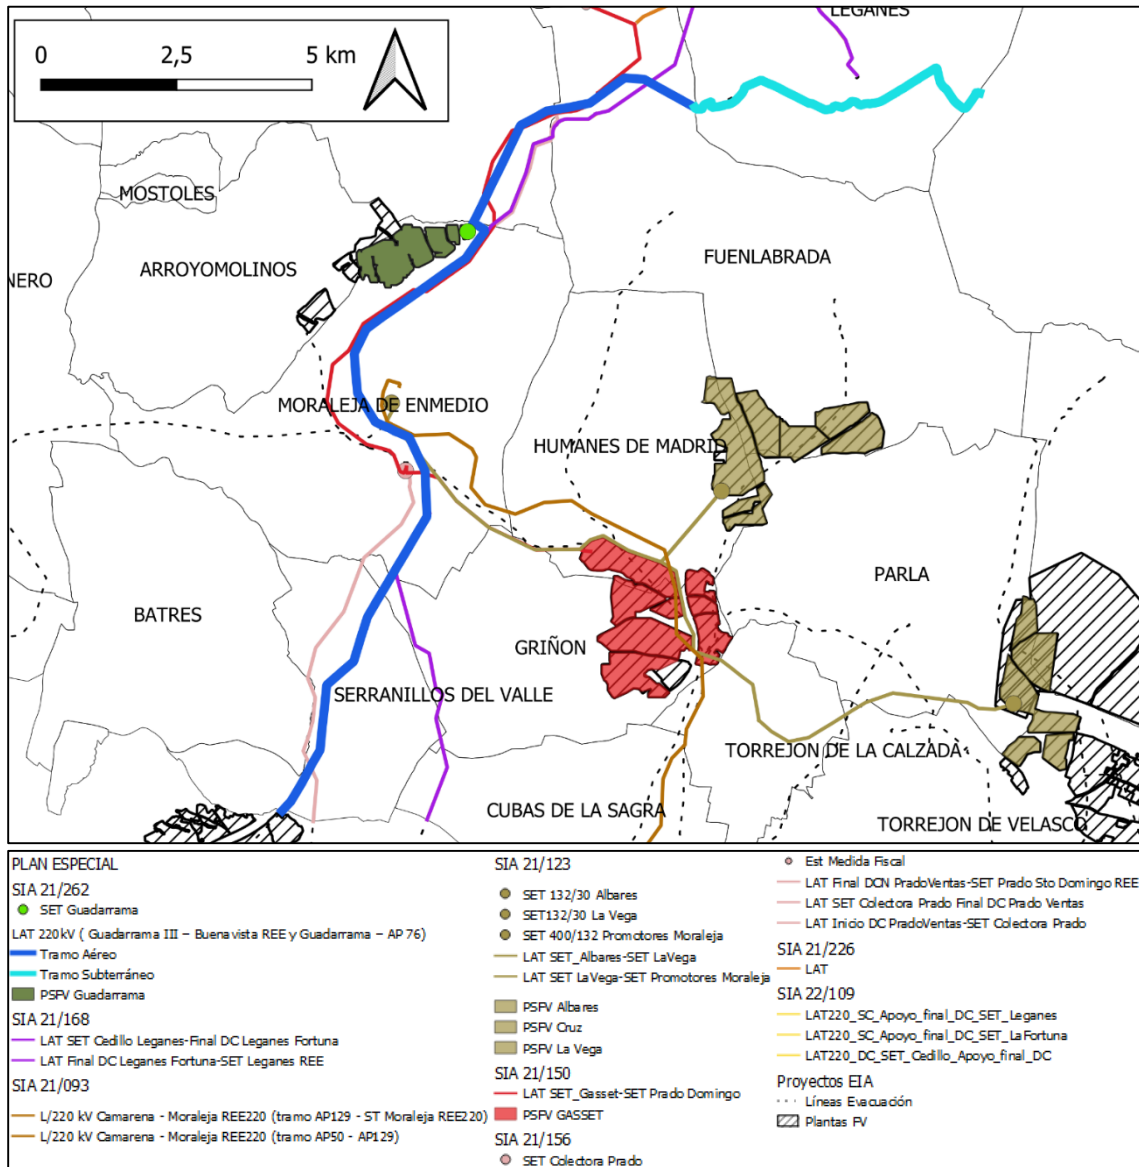 LEGANES
0 2,5 5 km
MOSTOLES
ARROYOMOLINOS
NERO
FUENLABRADA
MORALEJA DE ENMEDIO
HUMANES DE MADRID
PARLA
BATRES
GRIÑON
SERRANILLOS DEL VALLE
TORREJON DE LA CALZADA
CUBAS DE LA SAGRA
TORREJON DE VELASCO
PLAN ESPECIAL
SIA 21/262
SET Guadarrama
LAT 220kV ( Guadarrama III – Buenavista REE y Guadarrama – AP 76)
Tramo Aéreo
Tramo Subterráneo
PSFV Guadarrama
SIA 21/168
LAT SET Cedillo Leganes-Final DC Leganes Fortuna
LAT Final DC Leganes Fortuna-SET Leganes REE
SIA 21/093
L/220 kV Camarena - Moraleja REE220 (tramo AP129 - ST Moraleja REE220)
L/220 kV Camarena - Moraleja REE220 (tramo AP50 - AP129)
SIA 21/123
SET 132/30 Albares
SET132/30 La Vega
SET 400/132 Promotores Moraleja
LAT SET_Albares-SET LaVega
LAT SET LaVega-SET Promotores Moraleja
PSFV Albares
PSFV Cruz
PSFV La Vega
SIA 21/150
LAT SET_Gasset-SET Prado Domingo
PSFV GASSET
SIA 21/156
SET Colectora Prado
Est Medida Fiscal
LAT Final DCN PradoVentas-SET Prado Sto Domingo REE
LAT SET Colectora Prado Final DC Prado Ventas
LAT Inicio DC PradoVentas-SET Colectora Prado
SIA 21/226
LAT
SIA 22/109
LAT220_SC_Apoyo_final_DC_SET_Leganes
LAT220_SC_Apoyo_final_DC_SET_LaFortuna
LAT220_DC_SET_Cedillo_Apoyo_final_DC
Proyectos EIA
Líneas Evacuación
Plantas FV